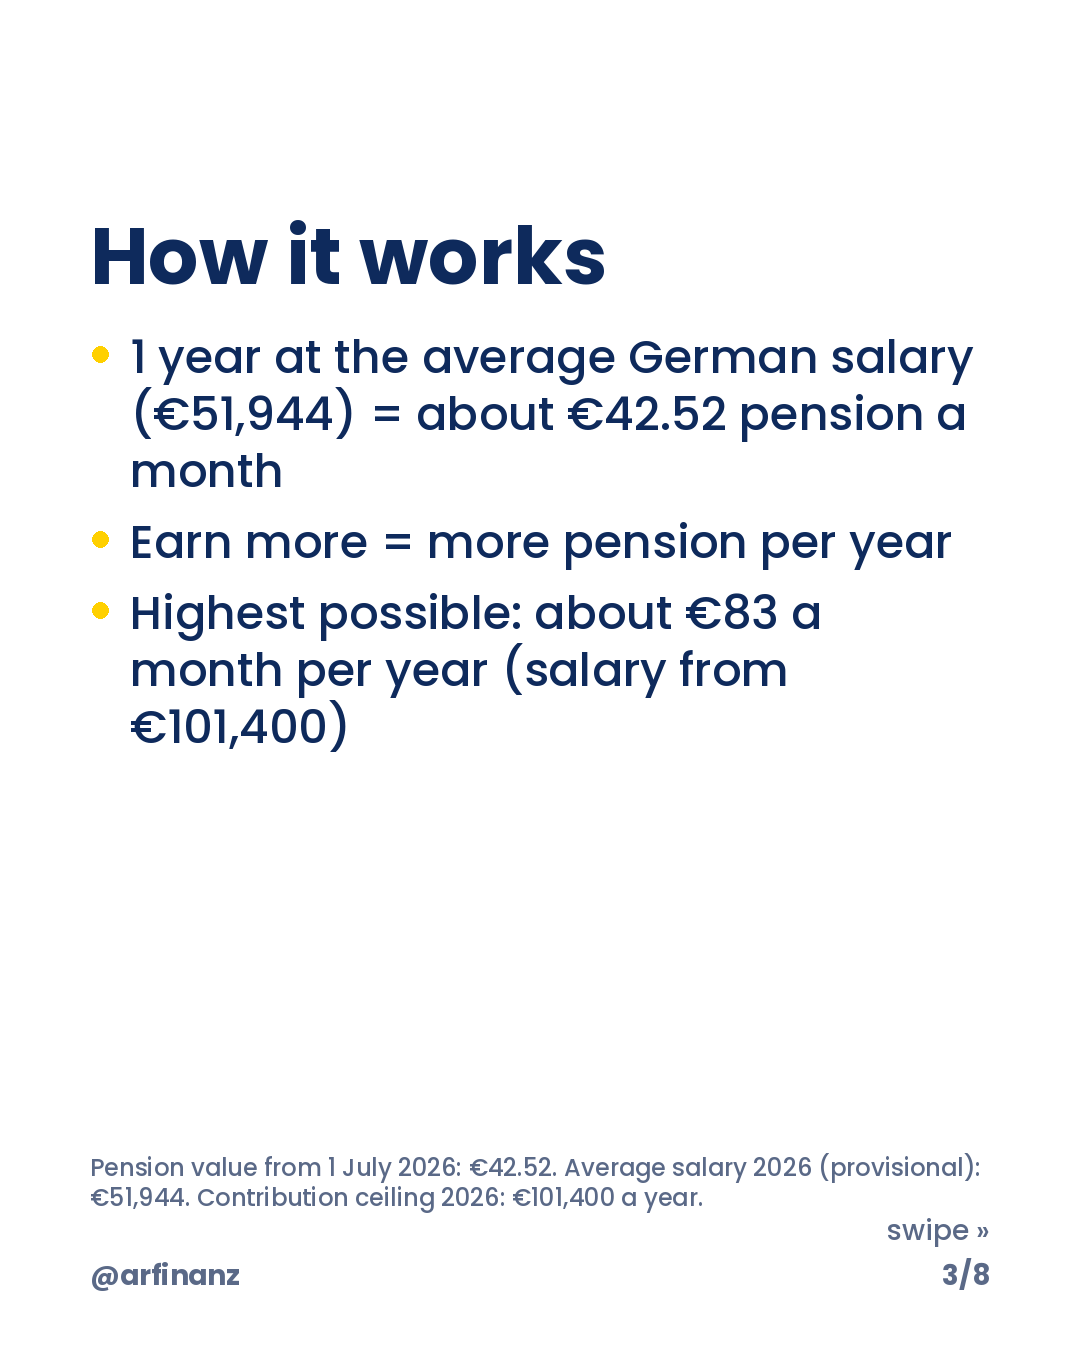 How it works
1 year at the average German salary
(€51,944) = about €42.52 pension a
month
Earn more = more pension per year
Highest possible: about €83 a
month per year (salary from
€101,400)
Pension value from 1 July 2026: €42.52. Average salary 2026 (provisional):
€51,944. Contribution ceiling 2026: €101,400 a year.
swipe »
@arfinanz
3/8